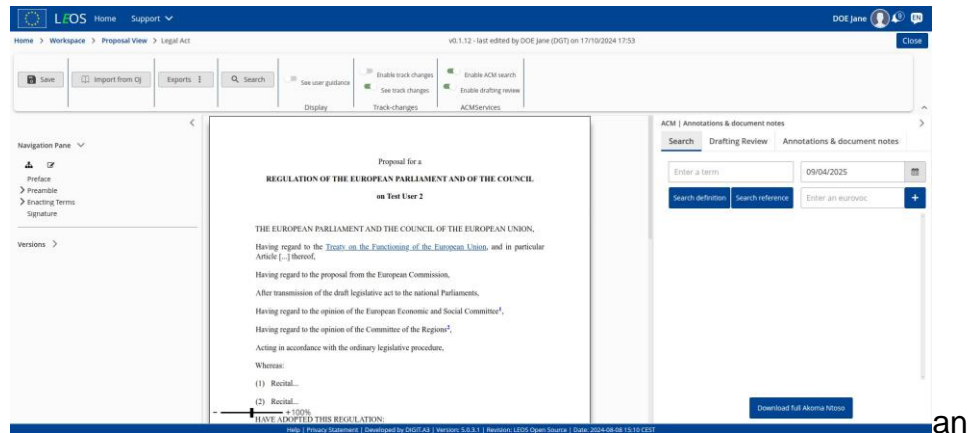 LEOS Home Support
DOE Jane EN
Home > Workspace > Proposal View > Legal Act
v0.1.12 - last edited by DOE Jane (DGT) on 17/10/2024 17:53
Close
Save
Import from OJ
Exports
Search
See user guidance
Display
Enable track changes
See track changes
Track-changes
Enable ACM search
Enable drafting review
ACMServices
Navigation Pane
Preface
Preamble
Enacting Terms
Signature
Versions
Proposal for a
REGULATION OF THE EUROPEAN PARLIAMENT AND OF THE COUNCIL
on Test User 2
THE EUROPEAN PARLIAMENT AND THE COUNCIL OF THE EUROPEAN UNION,
Having regard to the Treaty on the Functioning of the European Union, and in particular
Article [...] thereof,
Having regard to the proposal from the European Commission,
After transmission of the draft legislative act to the national Parliaments,
Having regard to the opinion of the European Economic and Social Committee¹,
Having regard to the opinion of the Committee of the Regions²,
Acting in accordance with the ordinary legislative procedure,
Whereas:
(1) Recital...
(2) Recital...
- +100%
HAVE ADOPTED THIS REGULATION:
ACM | Annotations & document notes
Search Drafting Review Annotations & document notes
Enter a term 09/04/2025
Search definition Search reference Enter an eurovoc +
Download full Akoma Ntoso
Help | Privacy Statement | Developed by DIGIT.A3 | Version: 5.0.3.1 | Revision: LEOS Open Source | Date: 2024-08-08 15:10 CEST
an